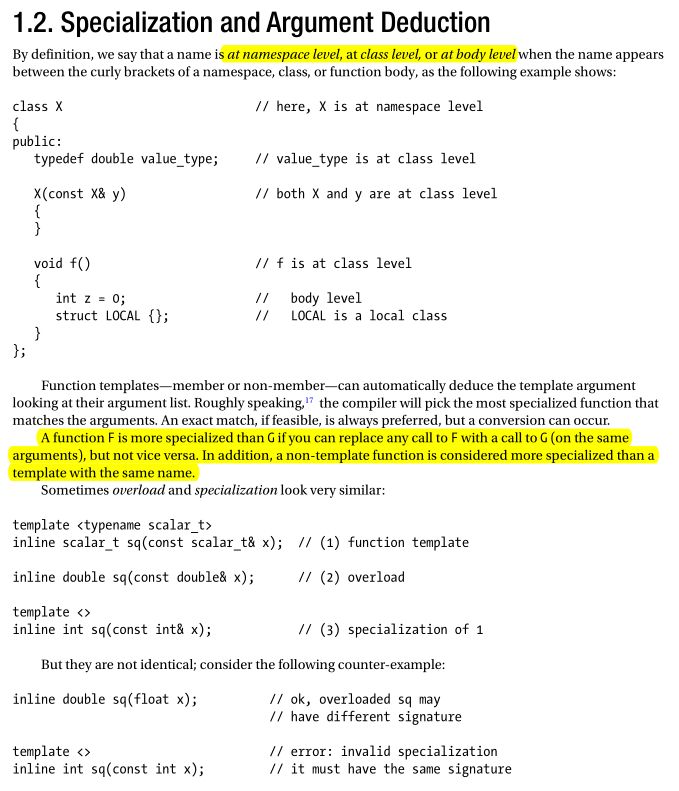 1.2. Specialization and Argument Deduction
By definition, we say that a name is at namespace level, at class level, or at body level when the name appears
between the curly brackets of a namespace, class, or function body, as the following example shows:
class X // here, X is at namespace level
{
public:
typedef double value_type; // value_type is at class level
X(const X& y) // both X and y are at class level
{
}
void f() // f is at class level
{
int z = 0; // body level
struct LOCAL {}; // LOCAL is a local class
}
};
Function templates—member or non-member—can automatically deduce the template argument
looking at their argument list. Roughly speaking,17 the compiler will pick the most specialized function that
matches the arguments. An exact match, if feasible, is always preferred, but a conversion can occur.
A function F is more specialized than G if you can replace any call to F with a call to G (on the same
arguments), but not vice versa. In addition, a non-template function is considered more specialized than a
template with the same name.
Sometimes overload and specialization look very similar:
template <typename scalar_t>
inline scalar_t sq(const scalar_t& x); // (1) function template
inline double sq(const double& x); // (2) overload
template <>
inline int sq(const int& x); // (3) specialization of 1
But they are not identical; consider the following counter-example:
inline double sq(float x); // ok, overloaded sq may
// have different signature
template <> // error: invalid specialization
inline int sq(const int x); // it must have the same signature